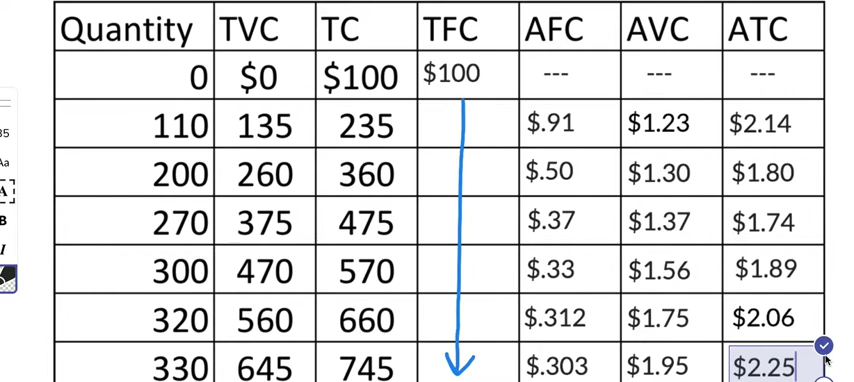 Quantity TVC TC TFC AFC AVC ATC
0 $0 $100 $100 --- --- ---
35
110 135 235 $.91 $1.23 $2.14
Aa
200 260 360 $.50 $1.30 $1.80
A
270 375 475 $.37 $1.37 $1.74
B
I
300 470 570 $.33 $1.56 $1.89
320 560 660 $.312 $1.75 $2.06
330 645 745 $.303 $1.95 $2.25